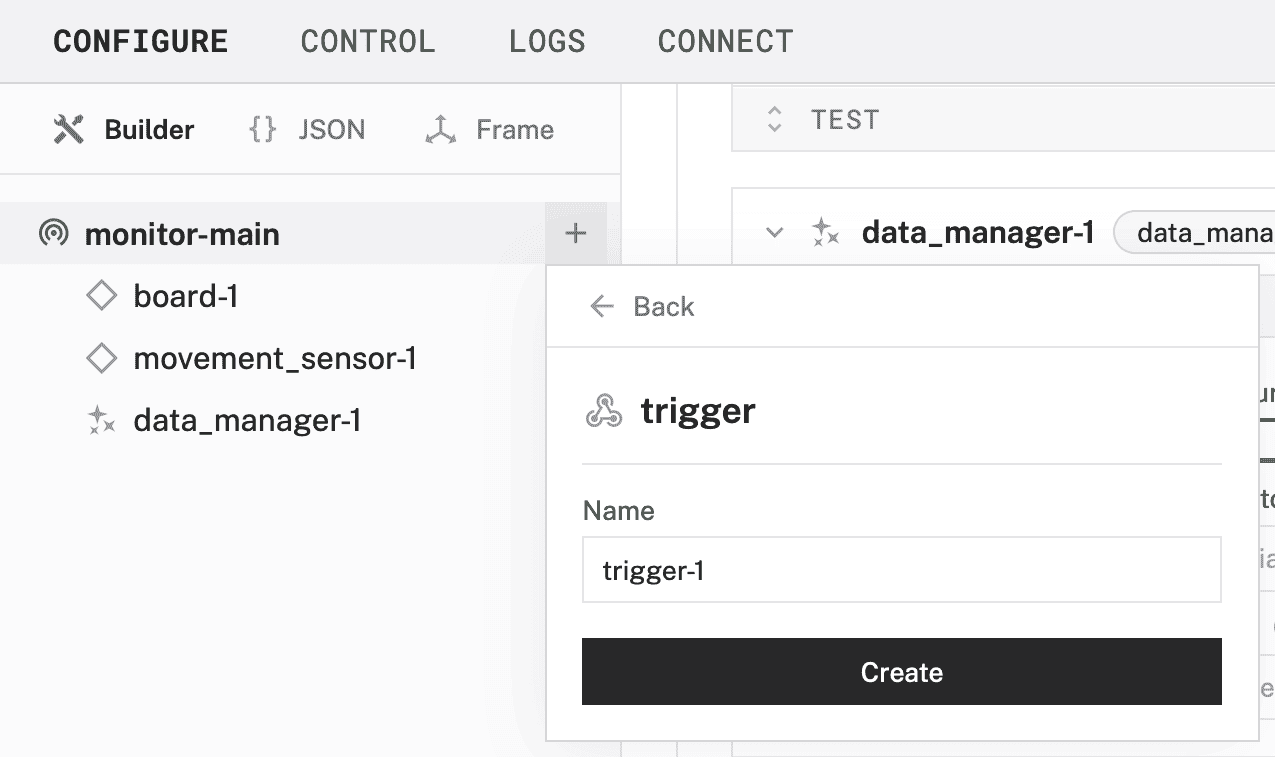 CONFIGURE CONTROL LOGS CONNECT
Builder {} JSON Frame
TEST
monitor-main +
data_manager-1
board-1
movement_sensor-1
data_manager-1
Back
trigger
Name
trigger-1
Create